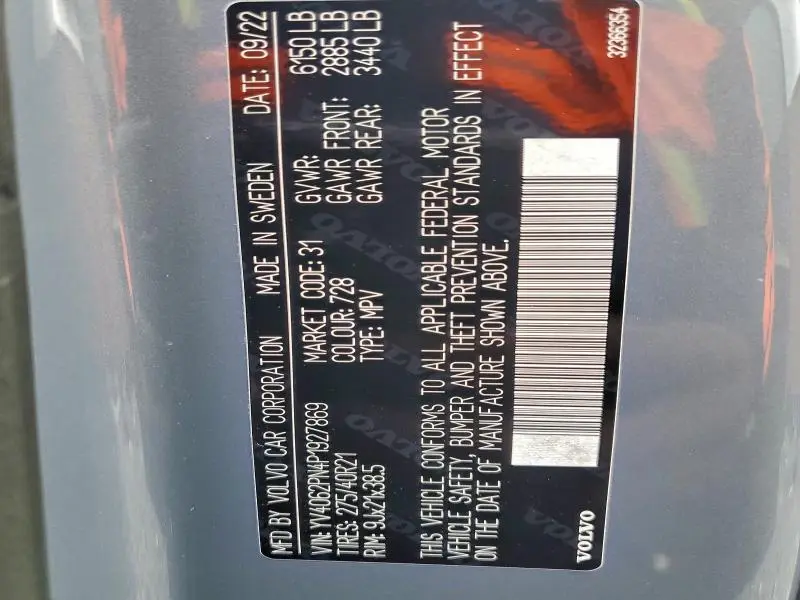 MFD BY VOLVO CAR CORPORATION MADE IN SWEDEN DATE: 09/22
VIN: YV4062PN4P1927869 MARKET CODE: 31 GVWR: 6150 LB
TIRES: 275/40R21 COLOUR: 728 GAWR FRONT: 2885 LB
RIM: 9Jx21x38.5 TYPE: MPV GAWR REAR: 3440 LB
THIS VEHICLE CONFORMS TO ALL APPLICABLE FEDERAL MOTOR
VEHICLE SAFETY, BUMPER AND THEFT PREVENTION STANDARDS IN EFFECT
ON THE DATE OF MANUFACTURE SHOWN ABOVE.
VOLVO 32366354